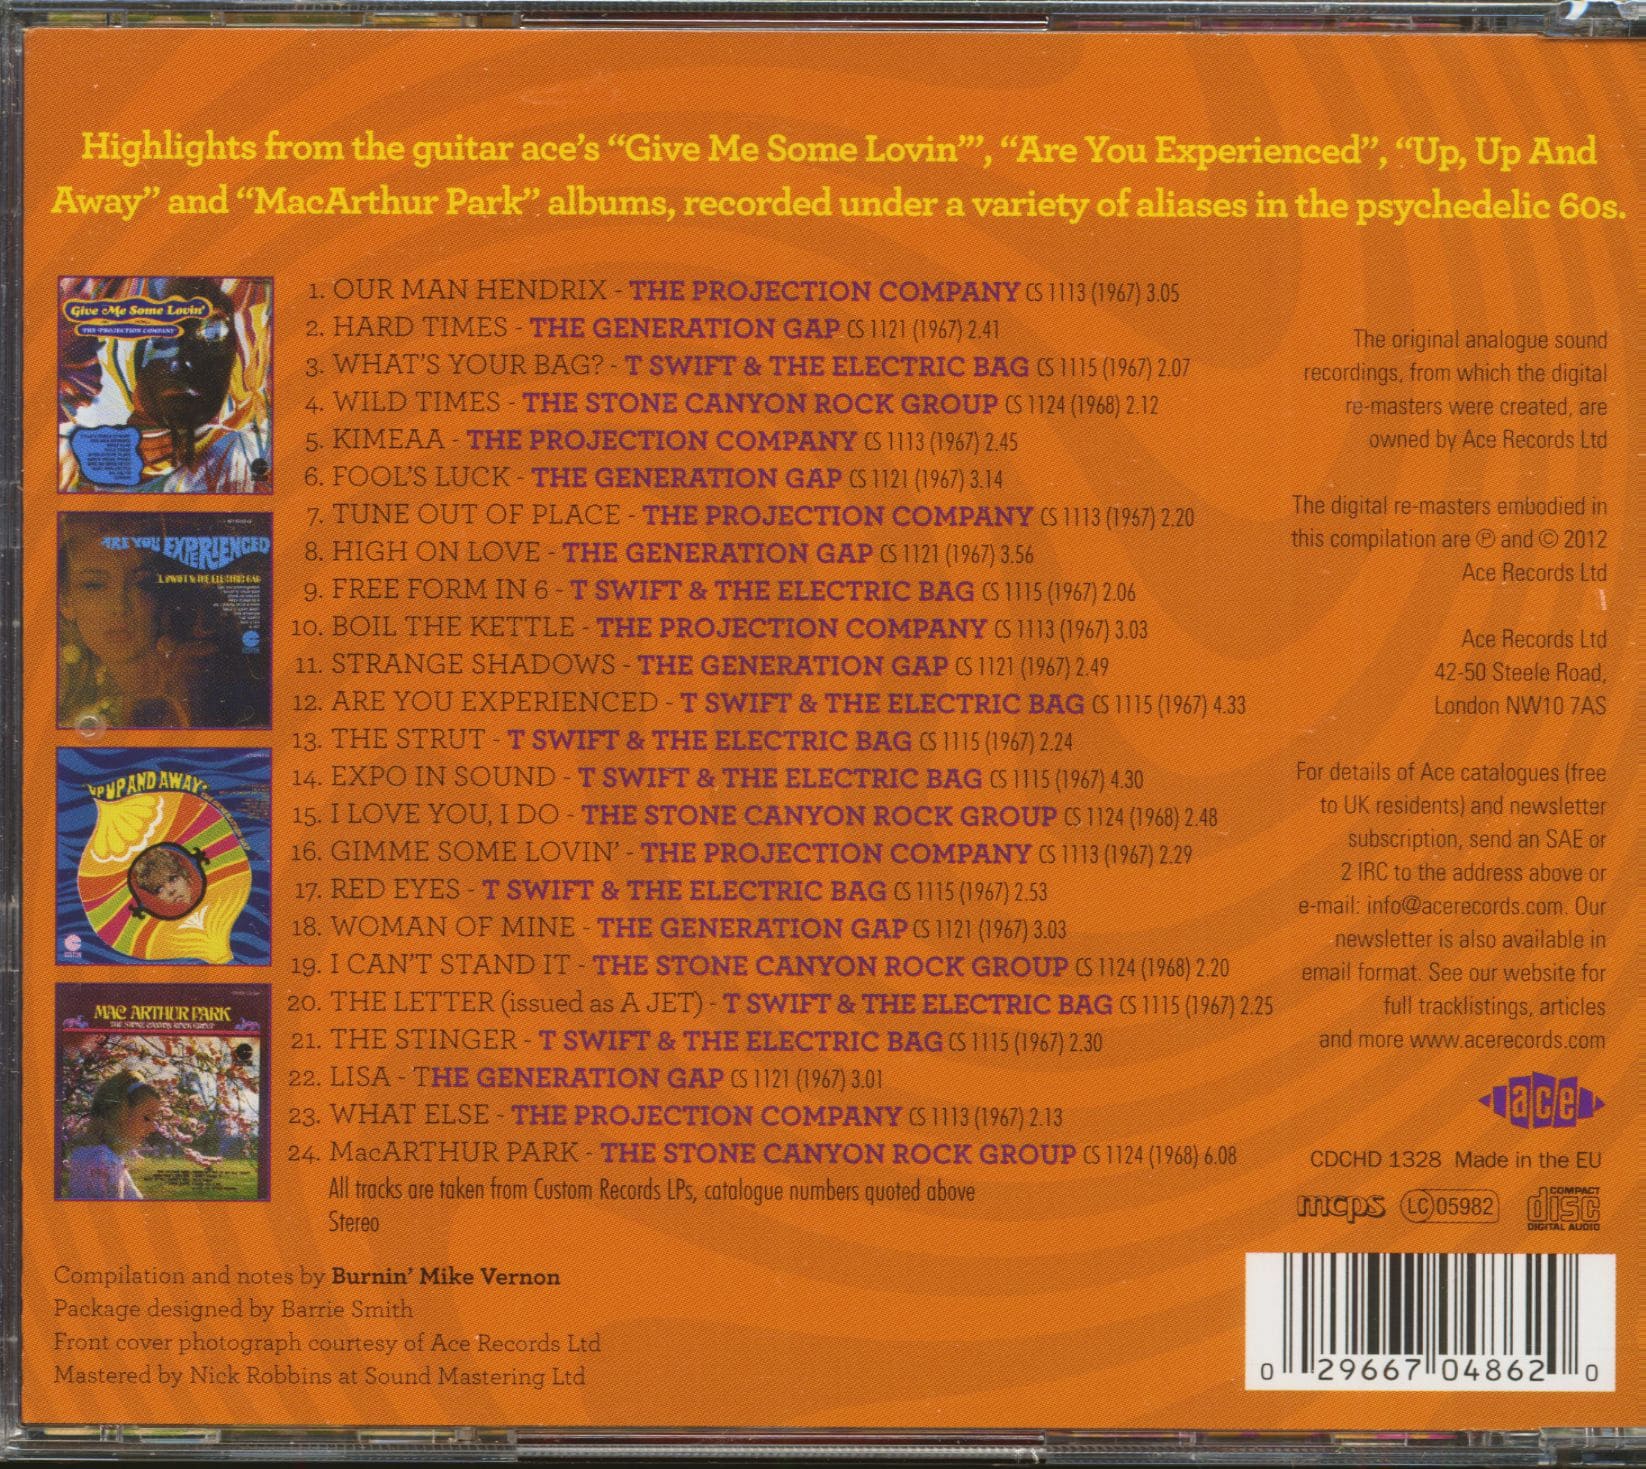 Highlights from the guitar ace's “Give Me Some Lovin'”, “Are You Experienced”, “Up, Up And
Away” and “MacArthur Park” albums, recorded under a variety of aliases in the psychedelic 60s.
Give Me Some Lovin'
THE PROJECTION COMPANY
ARE YOU EXPERIENCED
T. SWIFT & THE ELECTRIC BAG
UP UP AND AWAY
MAC ARTHUR PARK
THE STONE CANYON ROCK GROUP
1. OUR MAN HENDRIX - THE PROJECTION COMPANY CS 1113 (1967) 3.05
2. HARD TIMES - THE GENERATION GAP CS 1121 (1967) 2.41
3. WHAT'S YOUR BAG? - T SWIFT & THE ELECTRIC BAG CS 1115 (1967) 2.07
4. WILD TIMES - THE STONE CANYON ROCK GROUP CS 1124 (1968) 2.12
5. KIMEAA - THE PROJECTION COMPANY CS 1113 (1967) 2.45
6. FOOL'S LUCK - THE GENERATION GAP CS 1121 (1967) 3.14
7. TUNE OUT OF PLACE - THE PROJECTION COMPANY CS 1113 (1967) 2.20
8. HIGH ON LOVE - THE GENERATION GAP CS 1121 (1967) 3.56
9. FREE FORM IN 6 - T SWIFT & THE ELECTRIC BAG CS 1115 (1967) 2.06
10. BOIL THE KETTLE - THE PROJECTION COMPANY CS 1113 (1967) 3.03
11. STRANGE SHADOWS - THE GENERATION GAP CS 1121 (1967) 2.49
12. ARE YOU EXPERIENCED - T SWIFT & THE ELECTRIC BAG CS 1115 (1967) 4.33
13. THE STRUT - T SWIFT & THE ELECTRIC BAG CS 1115 (1967) 2.24
14. EXPO IN SOUND - T SWIFT & THE ELECTRIC BAG CS 1115 (1967) 4.30
15. I LOVE YOU, I DO - THE STONE CANYON ROCK GROUP CS 1124 (1968) 2.48
16. GIMME SOME LOVIN' - THE PROJECTION COMPANY CS 1113 (1967) 2.29
17. RED EYES - T SWIFT & THE ELECTRIC BAG CS 1115 (1967) 2.53
18. WOMAN OF MINE - THE GENERATION GAP CS 1121 (1967) 3.03
19. I CAN'T STAND IT - THE STONE CANYON ROCK GROUP CS 1124 (1968) 2.20
20. THE LETTER (issued as A JET) - T SWIFT & THE ELECTRIC BAG CS 1115 (1967) 2.25
21. THE STINGER - T SWIFT & THE ELECTRIC BAG CS 1115 (1967) 2.30
22. LISA - THE GENERATION GAP CS 1121 (1967) 3.01
23. WHAT ELSE - THE PROJECTION COMPANY CS 1113 (1967) 2.13
24. MacARTHUR PARK - THE STONE CANYON ROCK GROUP CS 1124 (1968) 6.08
All tracks are taken from Custom Records LPs, catalogue numbers quoted above
Stereo
Compilation and notes by Burnin' Mike Vernon
Package designed by Barrie Smith
Front cover photograph courtesy of Ace Records Ltd
Mastered by Nick Robbins at Sound Mastering Ltd
The original analogue sound
recordings, from which the digital
re-masters were created, are
owned by Ace Records Ltd
The digital re-masters embodied in
this compilation are ℗ and © 2012
Ace Records Ltd
Ace Records Ltd
42-50 Steele Road,
London NW10 7AS
For details of Ace catalogues (free
to UK residents) and newsletter
subscription, send an SAE or
2 IRC to the address above or
e-mail: info@acerecords.com. Our
newsletter is also available in
email format. See our website for
full tracklistings, articles
and more www.acerecords.com
ace
CDCHD 1328 Made in the EU
mcps LC 05982 COMPACT disc DIGITAL AUDIO
0 29667 04862 0